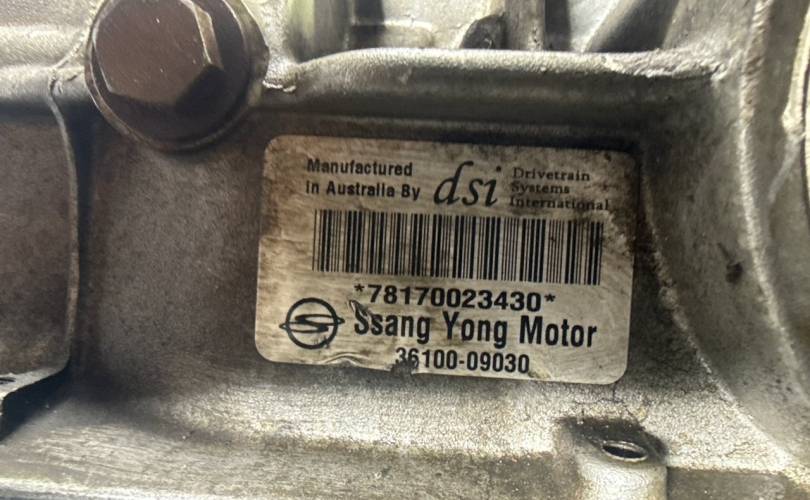 Manufactured
in Australia By
dsi
Drivetrain
Systems
International
*78170023430*
Ssang Yong Motor
36100-09030